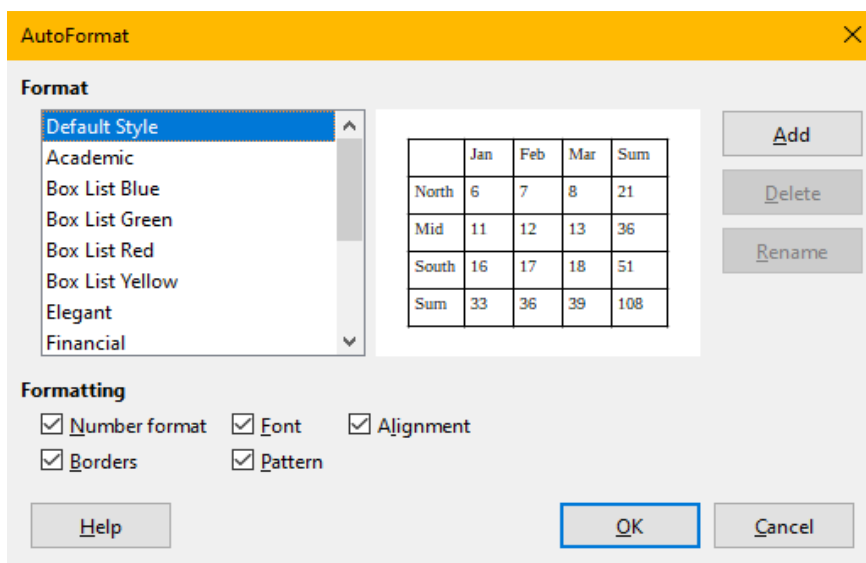 AutoFormat
Format
Default Style
Academic
Box List Blue
Box List Green
Box List Red
Box List Yellow
Elegant
Financial
Jan Feb Mar Sum
North 6 7 8 21
Mid 11 12 13 36
South 16 17 18 51
Sum 33 36 39 108
Add
Delete
Rename
Formatting
Number format Font Alignment
Borders Pattern
Help OK Cancel